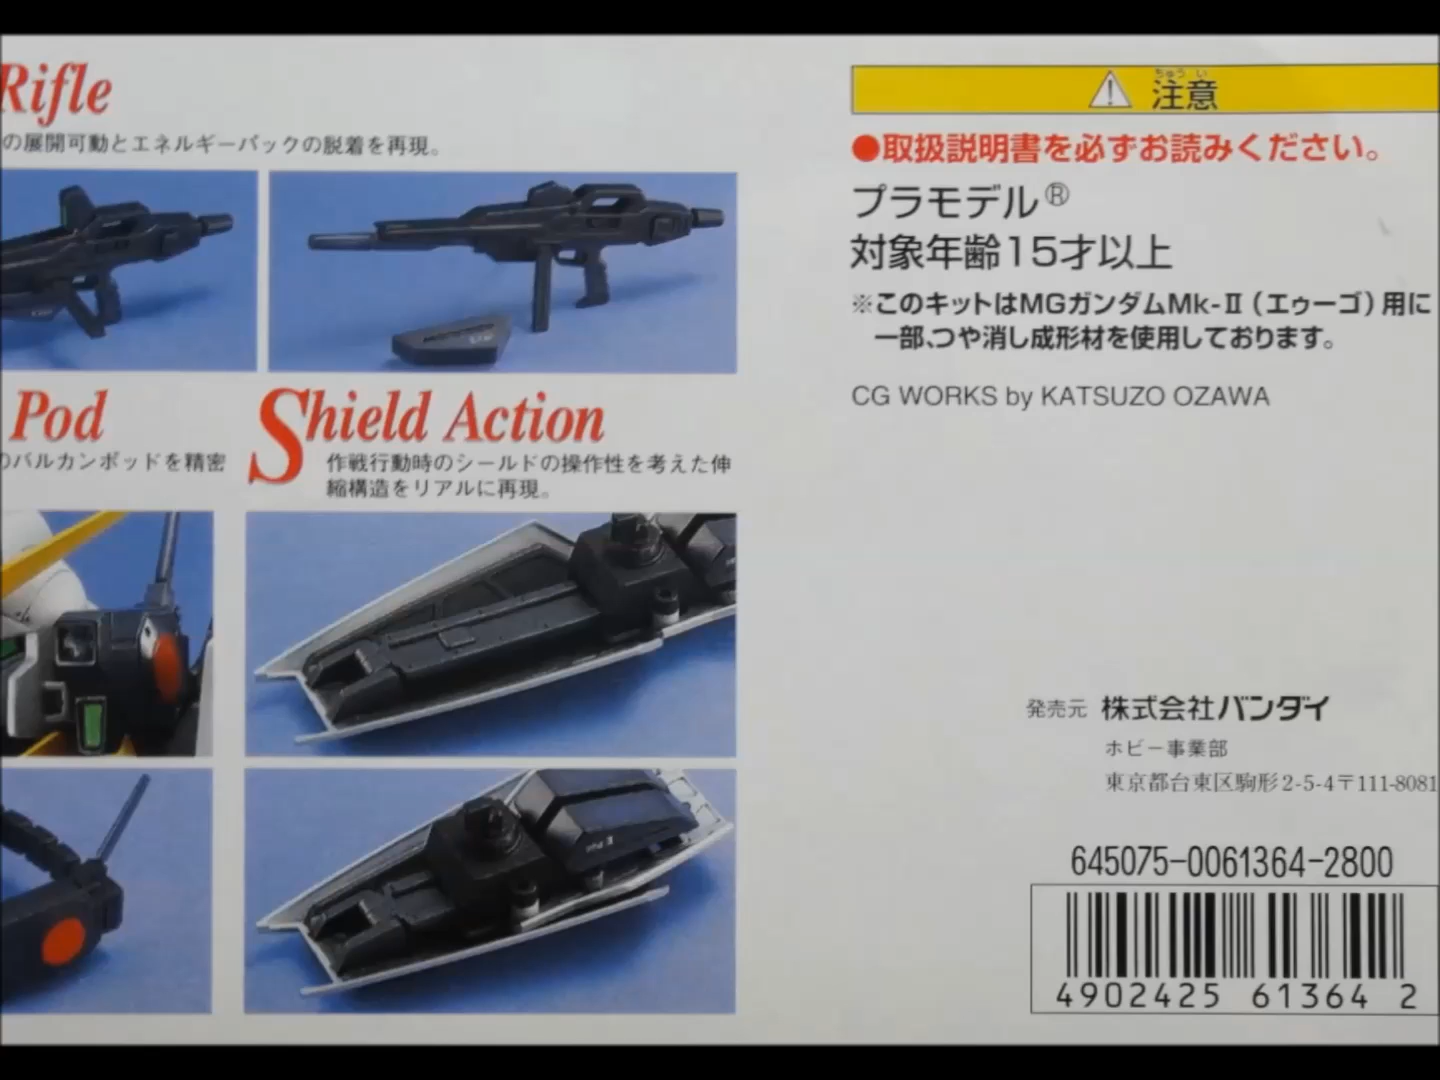 Rifle
の展開可動とエネルギーパックの脱着を再現。
Pod
のバルカンポッドを精密
Shield Action
作戦行動時のシールドの操作性を考えた伸
縮構造をリアルに再現。
ちゅうい
注意
●取扱説明書を必ずお読みください。
プラモデル®
対象年齢15才以上
※このキットはMGガンダムMk-Ⅱ(エゥーゴ)用に
一部、つや消し成形材を使用しております。
CG WORKS by KATSUZO OZAWA
発売元 株式会社バンダイ
ホビー事業部
東京都台東区駒形2-5-4〒111-8081
645075-0061364-2800
4902425 61364 2